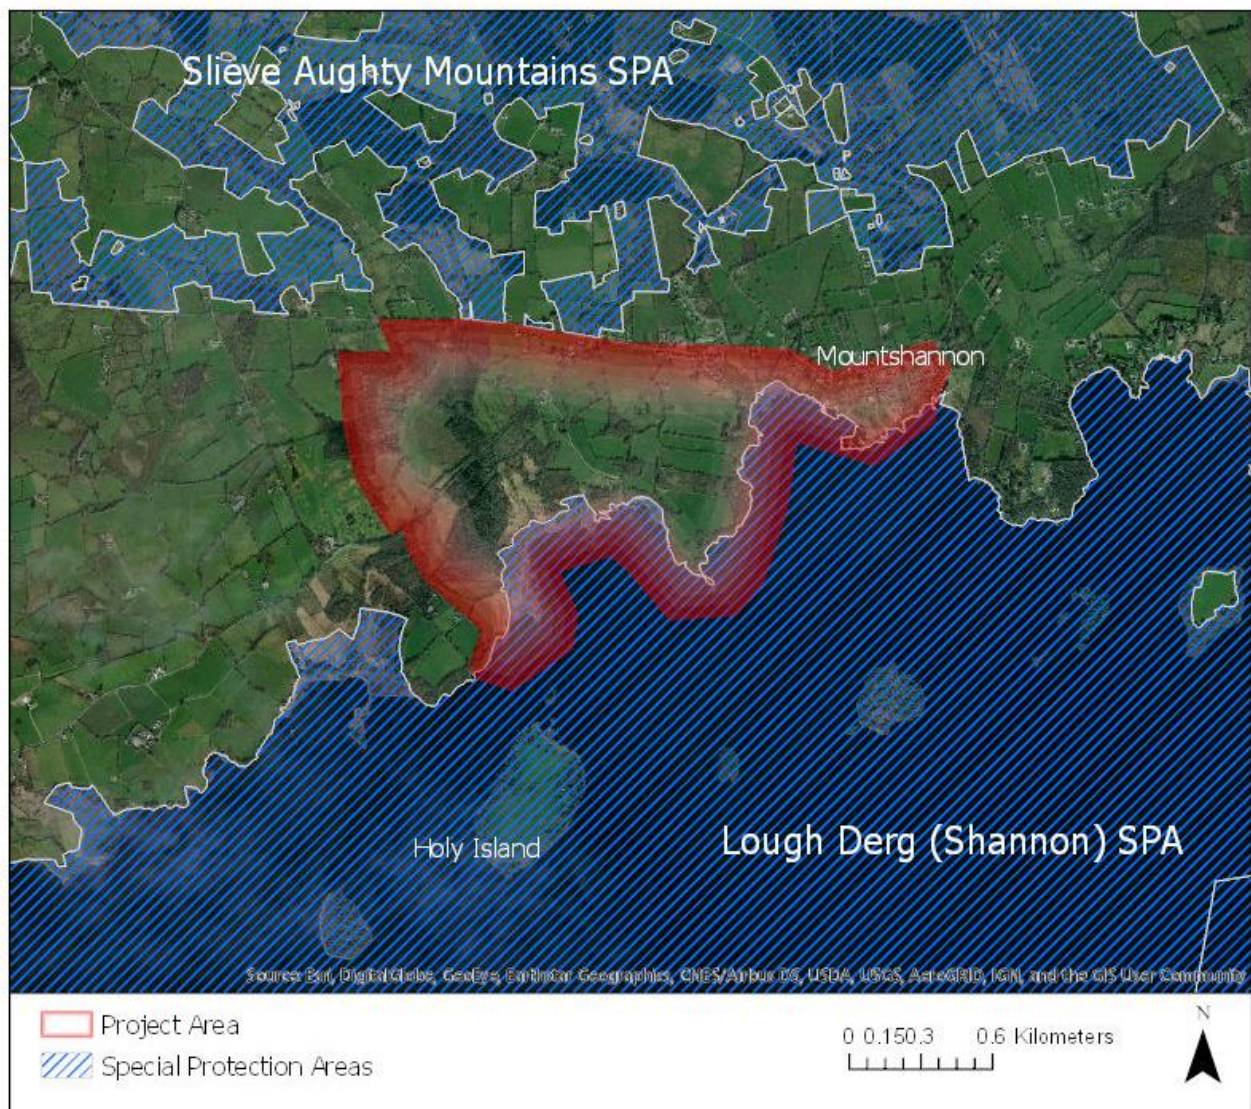 Slieve Aughty Mountains SPA
Mountshannon
Holy Island
Lough Derg (Shannon) SPA
Source: Esri, DigitalGlobe, GeoEye, Earthstar Geographics, CNES/Airbus DS, USDA, USGS, AeroGRID, IGN, and the GIS User Community
Project Area
Special Protection Areas
0 0.15 0.3 0.6 Kilometers
N